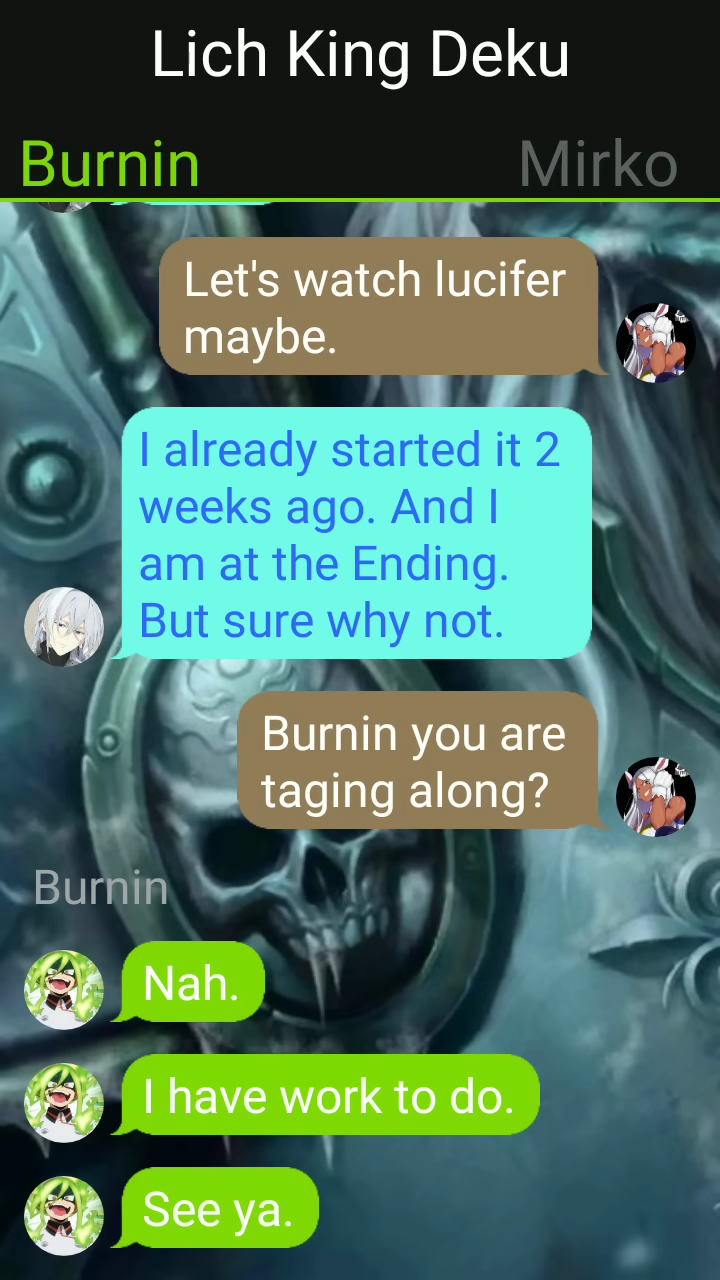 Lich King Deku
Burnin
Mirko
Let's watch lucifer
maybe.
I already started it 2
weeks ago. And I
am at the Ending.
But sure why not.
Burnin you are
taging along?
Burnin
Nah.
I have work to do.
See ya.